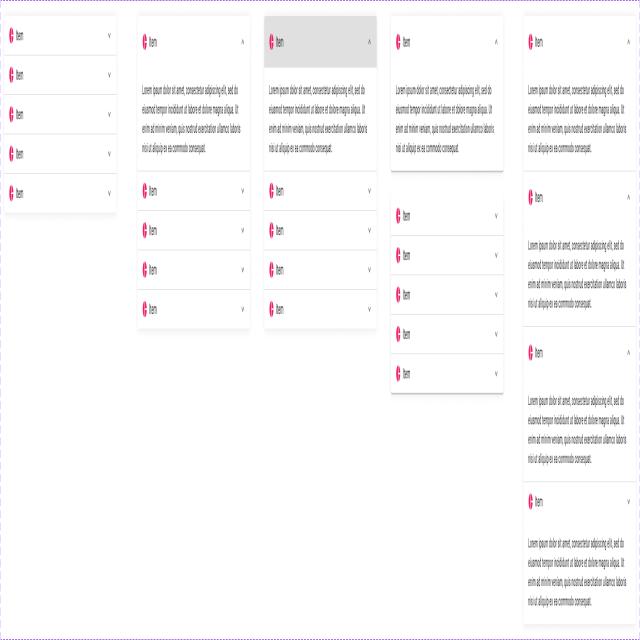 Item
Item
Item
Item
Item
Item
Lorem ipsum dolor sit amet, consectetur adipiscing elit, sed do
eiusmod tempor incididunt ut labore et dolore magna aliqua. Ut
enim ad minim veniam, quis nostrud exercitation ullamco laboris
nisi ut aliquip ex ea commodo consequat.
Item
Item
Item
Item
Item
Lorem ipsum dolor sit amet, consectetur adipiscing elit, sed do
eiusmod tempor incididunt ut labore et dolore magna aliqua. Ut
enim ad minim veniam, quis nostrud exercitation ullamco laboris
nisi ut aliquip ex ea commodo consequat.
Item
Item
Item
Item
Item
Lorem ipsum dolor sit amet, consectetur adipiscing elit, sed do
eiusmod tempor incididunt ut labore et dolore magna aliqua. Ut
enim ad minim veniam, quis nostrud exercitation ullamco laboris
nisi ut aliquip ex ea commodo consequat.
Item
Item
Item
Item
Item
Item
Lorem ipsum dolor sit amet, consectetur adipiscing elit, sed do
eiusmod tempor incididunt ut labore et dolore magna aliqua. Ut
enim ad minim veniam, quis nostrud exercitation ullamco laboris
nisi ut aliquip ex ea commodo consequat.
Item
Lorem ipsum dolor sit amet, consectetur adipiscing elit, sed do
eiusmod tempor incididunt ut labore et dolore magna aliqua. Ut
enim ad minim veniam, quis nostrud exercitation ullamco laboris
nisi ut aliquip ex ea commodo consequat.
Item
Lorem ipsum dolor sit amet, consectetur adipiscing elit, sed do
eiusmod tempor incididunt ut labore et dolore magna aliqua. Ut
enim ad minim veniam, quis nostrud exercitation ullamco laboris
nisi ut aliquip ex ea commodo consequat.
Item
Lorem ipsum dolor sit amet, consectetur adipiscing elit, sed do
eiusmod tempor incididunt ut labore et dolore magna aliqua. Ut
enim ad minim veniam, quis nostrud exercitation ullamco laboris
nisi ut aliquip ex ea commodo consequat.